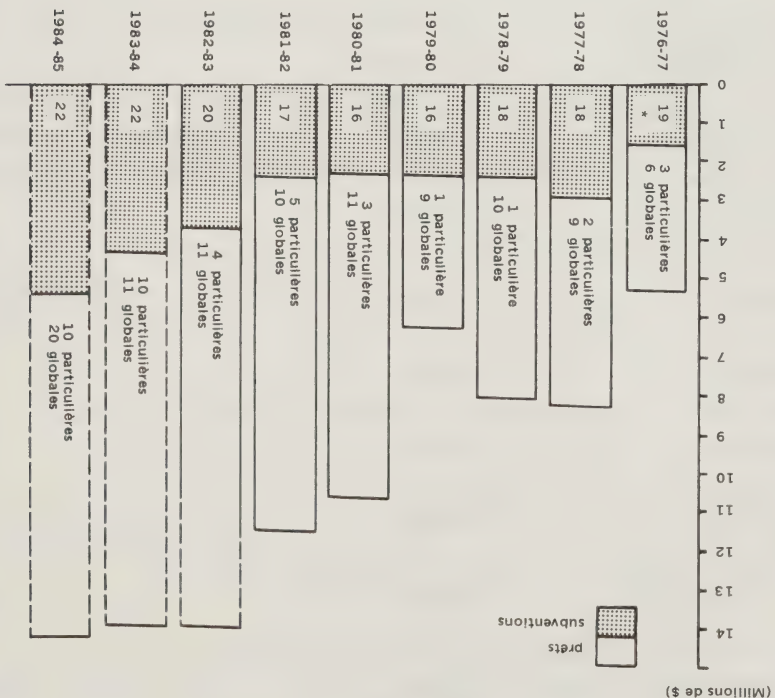 (Millions de $)
0
1
2
3
4
5
6
7
8
9
10
11
12
13
14
prêts
subventions
1976-77
19
*
3 particulières
6 globales
1977-78
18
2 particulières
9 globales
1978-79
18
1 particulière
10 globales
1979-80
16
1 particulière
9 globales
1980-81
16
3 particulières
11 globales
1981-82
17
5 particulières
10 globales
1982-83
20
4 particulières
11 globales
1983-84
22
10 particulières
11 globales
1984-85
22
10 particulières
20 globales